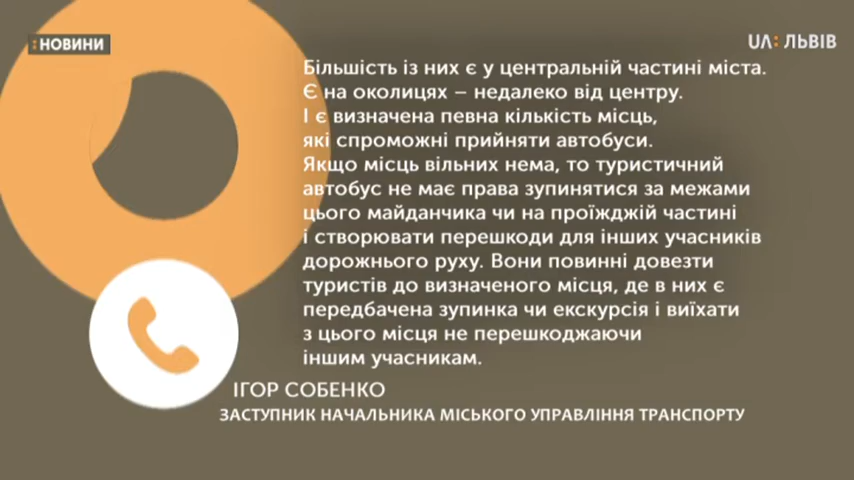 :НОВИНИ
UA: ЛЬВІВ
Більшість із них є у центральній частині міста.
Є на околицях – недалеко від центру.
І є визначена певна кількість місць,
які спроможні прийняти автобуси.
Якщо місць вільних нема, то туристичний
автобус не має права зупинятися за межами
цього майданчика чи на проїжджій частині
і створювати перешкоди для інших учасників
дорожнього руху. Вони повинні довезти
туристів до визначеного місця, де в них є
передбачена зупинка чи екскурсія і виїхати
з цього місця не перешкоджаючи
іншим учасникам.
ІГОР СОБЕНКО
ЗАСТУПНИК НАЧАЛЬНИКА МІСЬКОГО УПРАВЛІННЯ ТРАНСПОРТУ